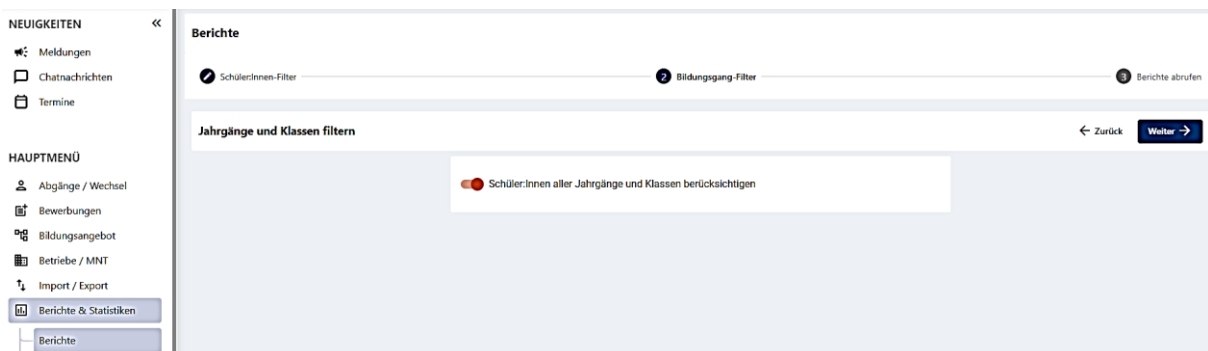 NEUIGKEITEN
Meldungen
Chatnachrichten
Termine
HAUPTMENÜ
Abgänge / Wechsel
Bewerbungen
Bildungsangebot
Betriebe / MNT
Import / Export
Berichte & Statistiken
Berichte
Berichte
Schüler:Innen-Filter
2 Bildungsgang-Filter
3 Berichte abrufen
Jahrgänge und Klassen filtern
← Zurück
Weiter →
Schüler:Innen aller Jahrgänge und Klassen berücksichtigen